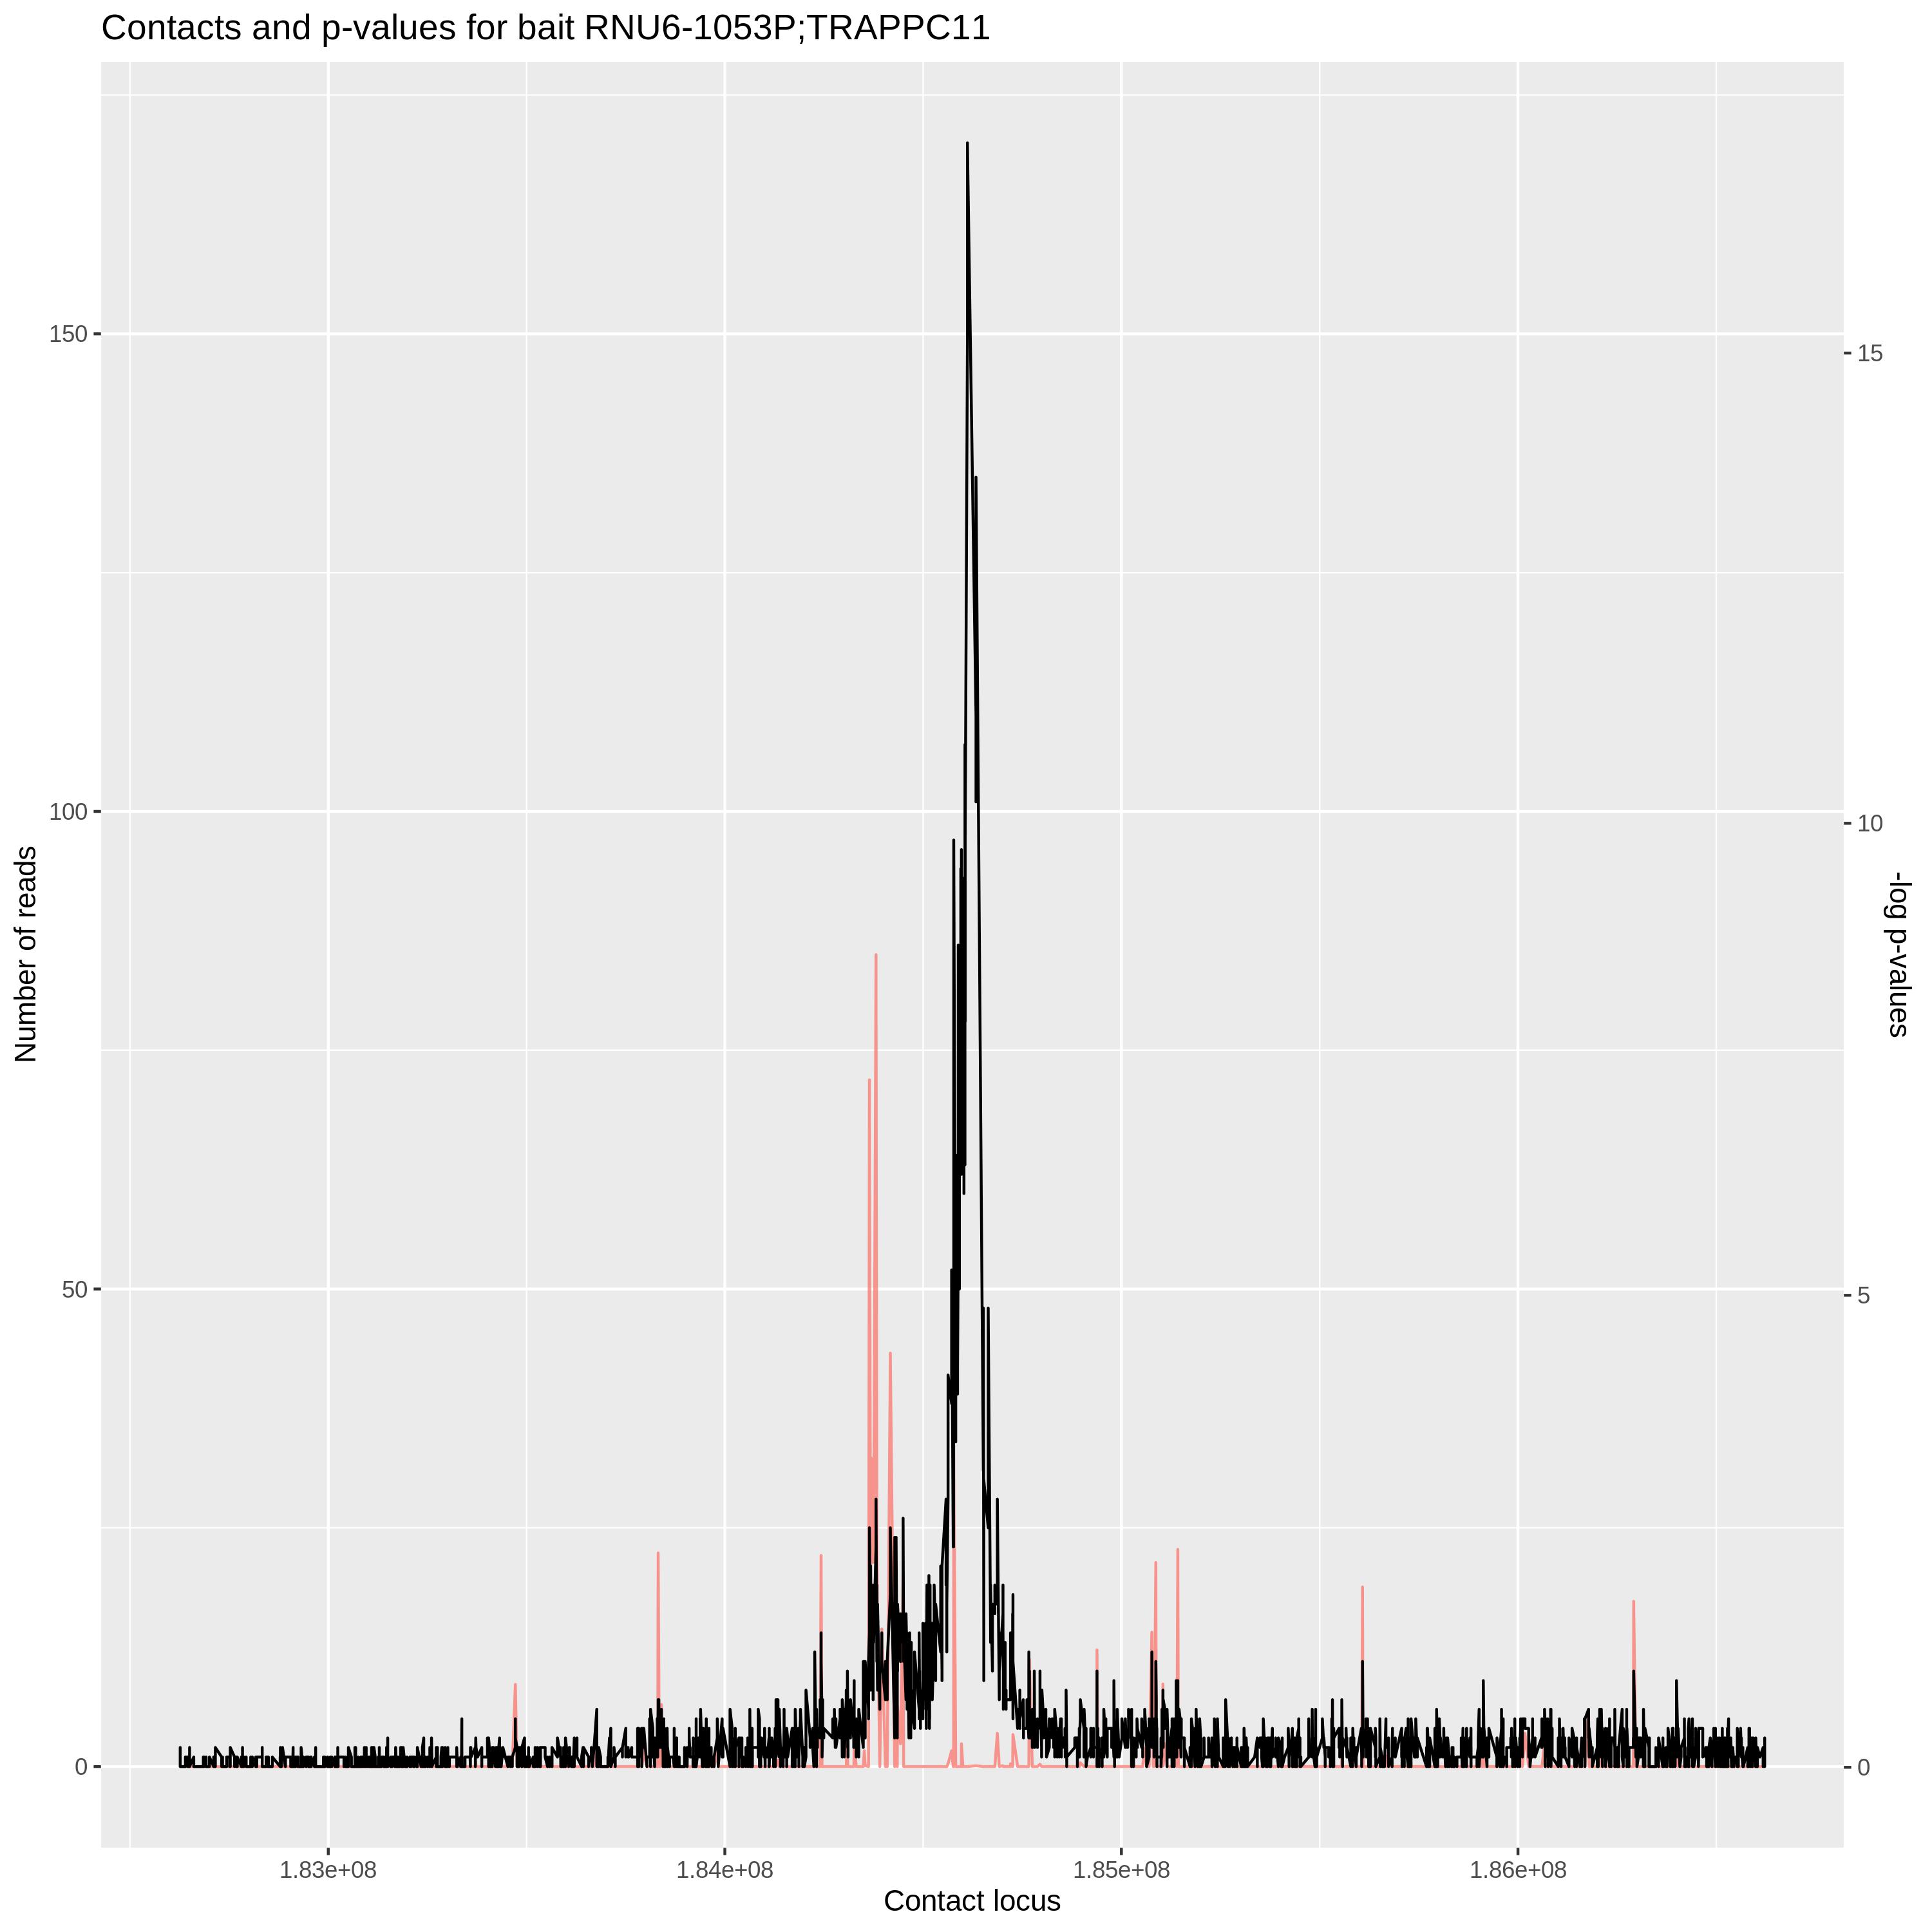 Contacts and p-values for bait RNU6-1053P;TRAPPC11
Number of reads
150
100
50
0
15
10
5
0
-log p-values
1.83e+08 1.84e+08 1.85e+08 1.86e+08
Contact locus